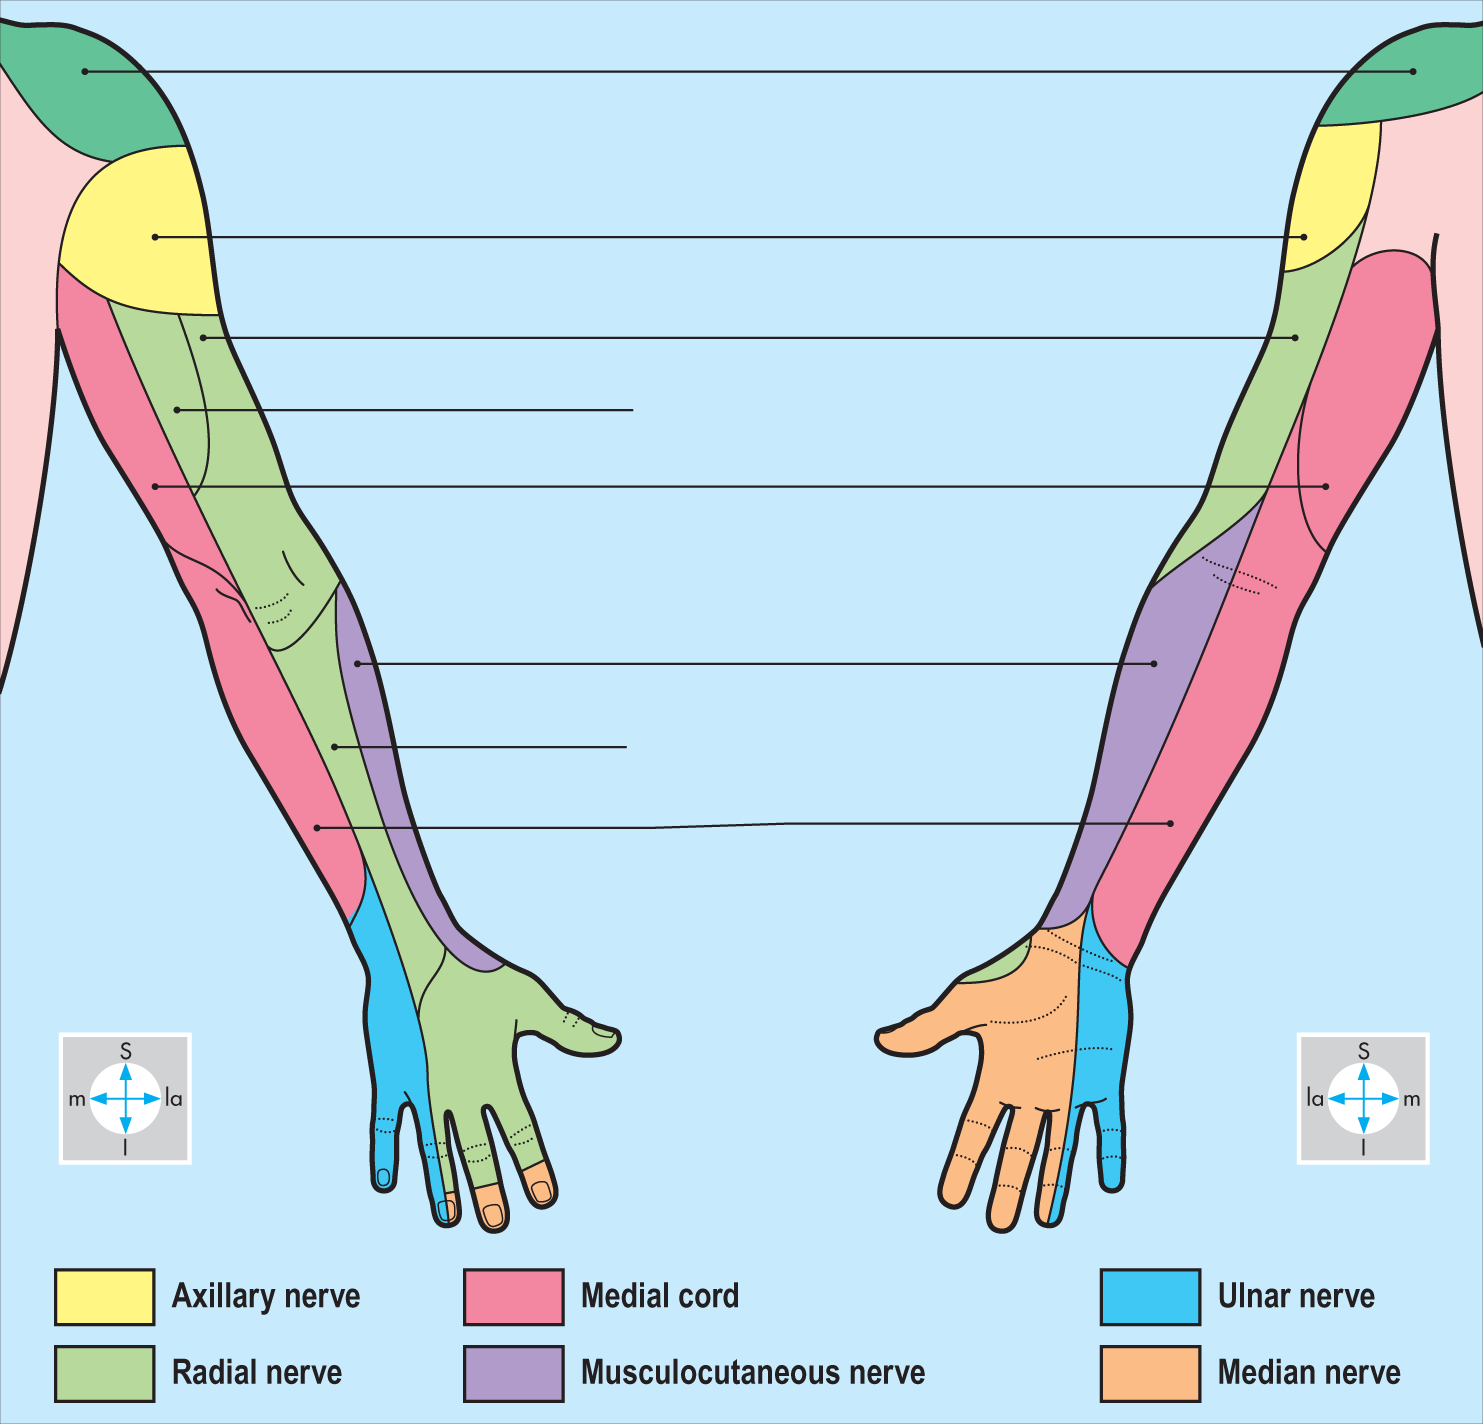 S
m
la
I
S
la
m
I
Axillary nerve
Medial cord
Ulnar nerve
Radial nerve
Musculocutaneous nerve
Median nerve